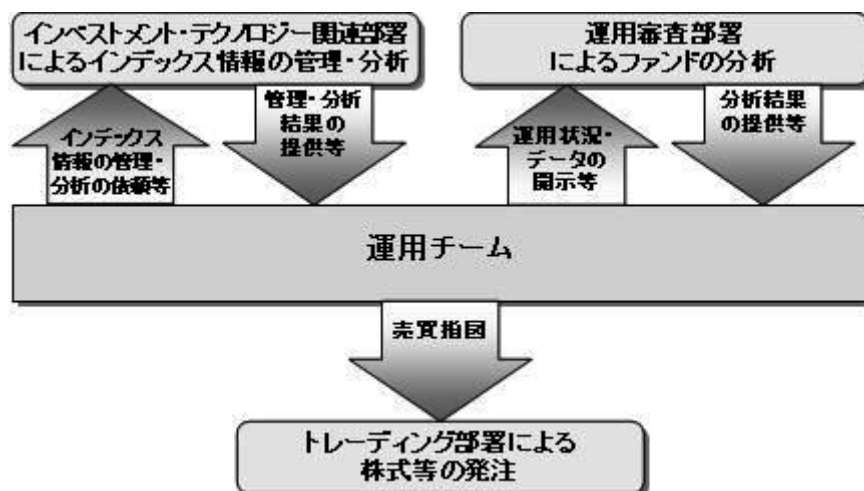 インベストメント・テクノロジー関連部署
によるインデックス情報の管理・分析
運用審査部署
によるファンドの分析
インデックス
情報の管理・
分析の依頼等
管理・分析
結果の
提供等
運用状況・
データの
開示等
分析結果
の提供等
運用チーム
売買指図
トレーディング部署による
株式等の発注